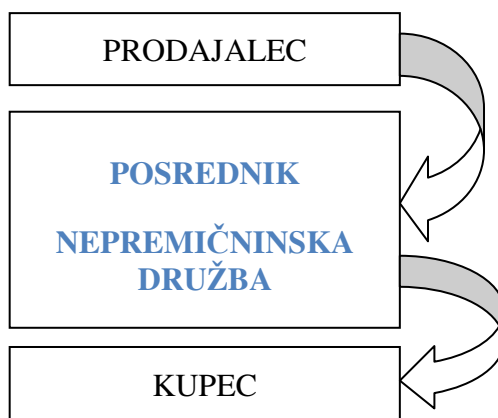 PRODAJALEC
POSREDNIK
NEPREMIČNINSKA
DRUŽBA
KUPEC